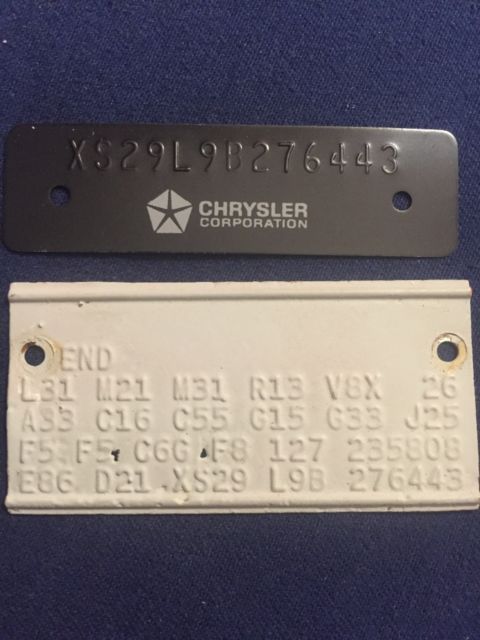 XS29L9B276443
CHRYSLER
CORPORATION
END
L31 M21 M31 R13 V8X 26
A33 C16 C55 G15 G33 J25
F5 F5 C6G F8 127 235808
E86 D21 XS29 L9B 276443